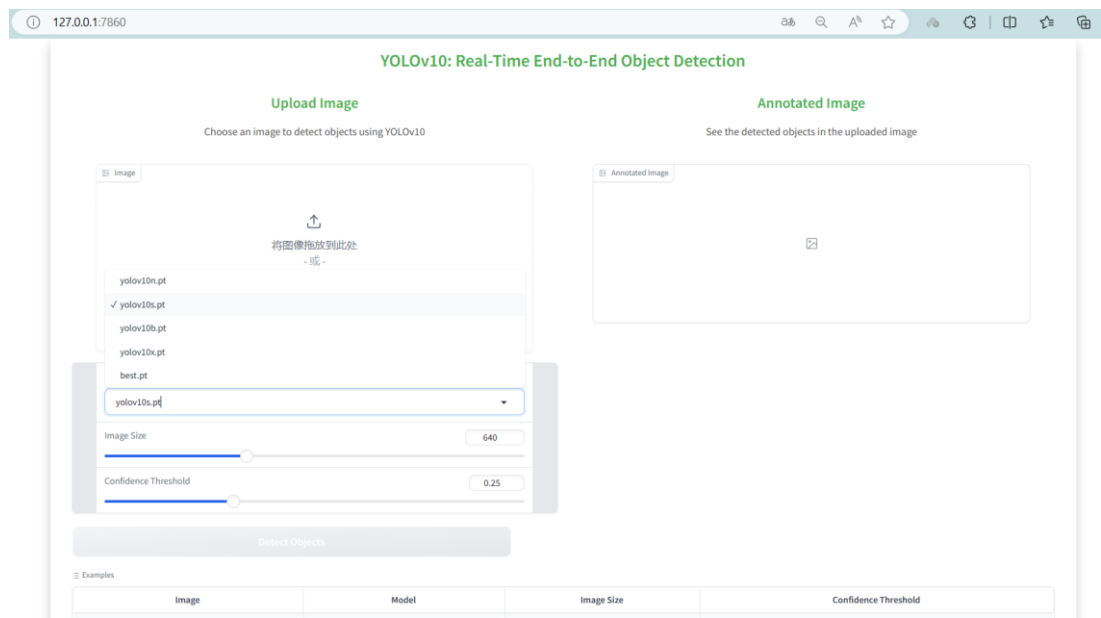 127.0.0.1:7860
YOLOv10: Real-Time End-to-End Object Detection
Upload Image
Choose an image to detect objects using YOLOv10
Annotated Image
See the detected objects in the uploaded image
Image
将图像拖放到此处
- 或 -
Annotated Image
yolov10n.pt
✓ yolov10s.pt
yolov10b.pt
yolov10x.pt
best.pt
yolov10s.pt
Image Size
640
Confidence Threshold
0.25
Detect Objects
Examples
Image Model Image Size Confidence Threshold